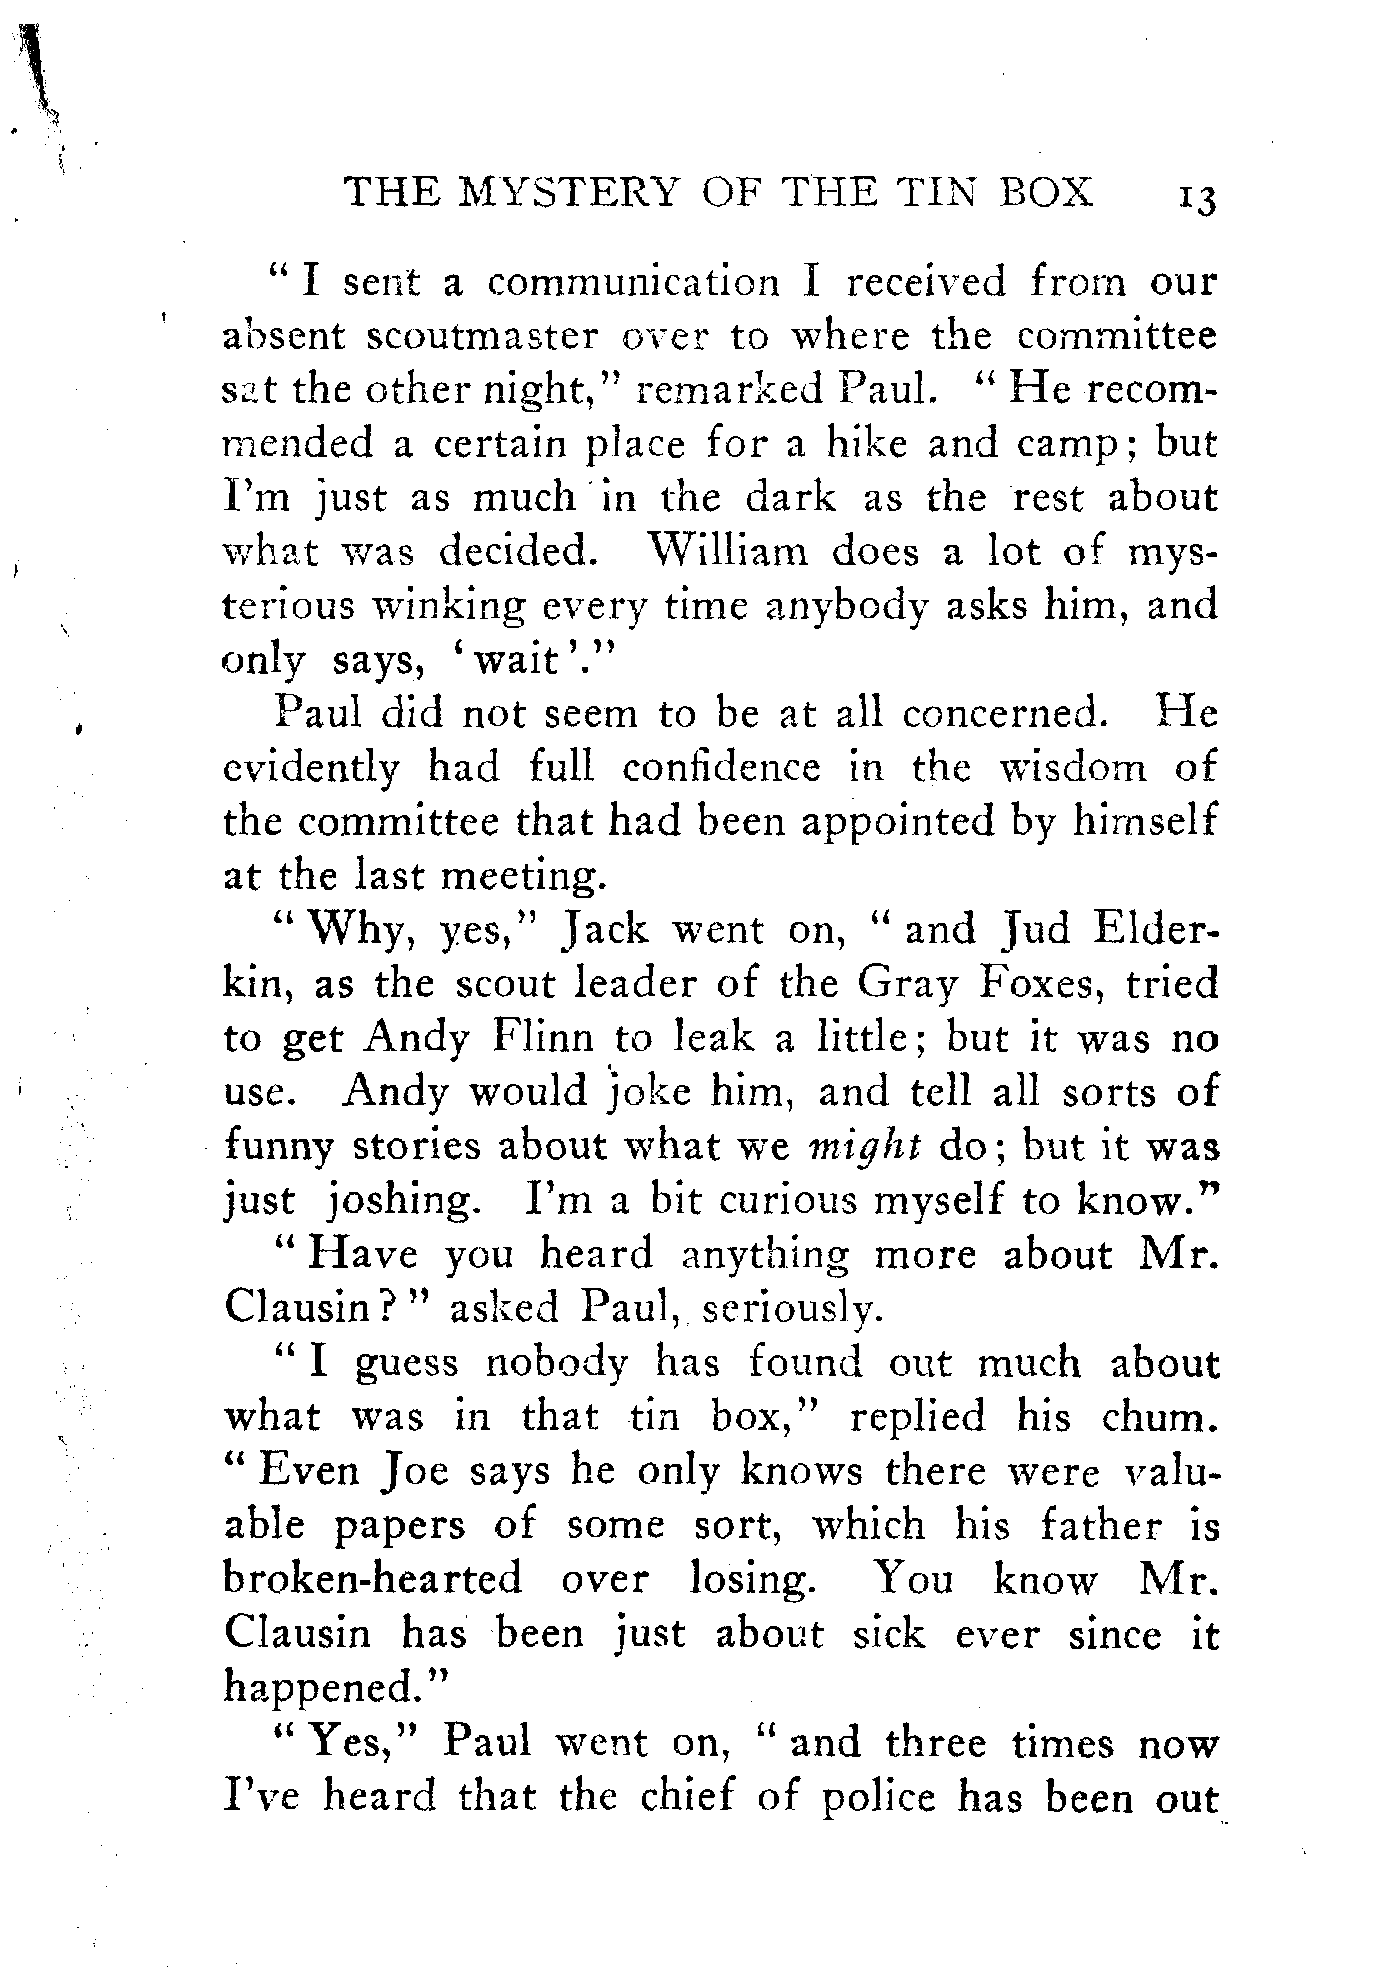 THE MYSTERY OF THE TIN BOX 13
“ I sent a communication I received from our
absent scoutmaster over to where the committee
sat the other night,” remarked Paul. “ He recom-
mended a certain place for a hike and camp; but
I’m just as much in the dark as the rest about
what was decided. William does a lot of mys-
terious winking every time anybody asks him, and
only says, ‘ wait ’.”
Paul did not seem to be at all concerned. He
evidently had full confidence in the wisdom of
the committee that had been appointed by himself
at the last meeting.
“ Why, yes,” Jack went on, “ and Jud Elder-
kin, as the scout leader of the Gray Foxes, tried
to get Andy Flinn to leak a little; but it was no
use. Andy would joke him, and tell all sorts of
funny stories about what we might do; but it was
just joshing. I’m a bit curious myself to know.”
“ Have you heard anything more about Mr.
Clausin? ” asked Paul, seriously.
“ I guess nobody has found out much about
what was in that tin box,” replied his chum.
“ Even Joe says he only knows there were valu-
able papers of some sort, which his father is
broken-hearted over losing. You know Mr.
Clausin has been just about sick ever since it
happened.”
“ Yes,” Paul went on, “ and three times now
I’ve heard that the chief of police has been out